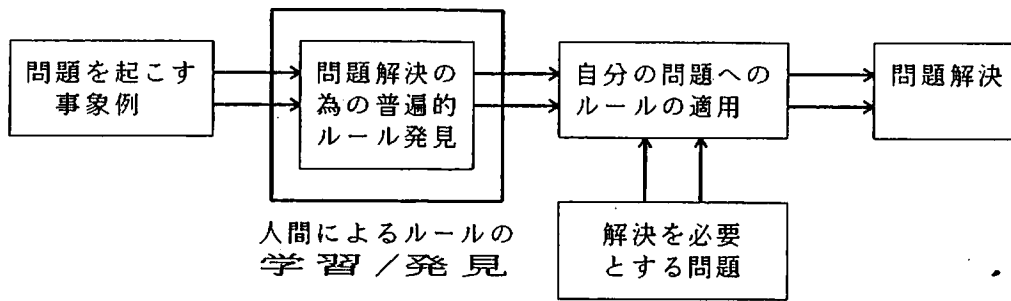 問題を起こす
事象例
問題解決の
為の普遍的
ルール発見
自分の問題への
ルールの適用
問題解決
人間によるルールの
学習/発見
解決を必要
とする問題